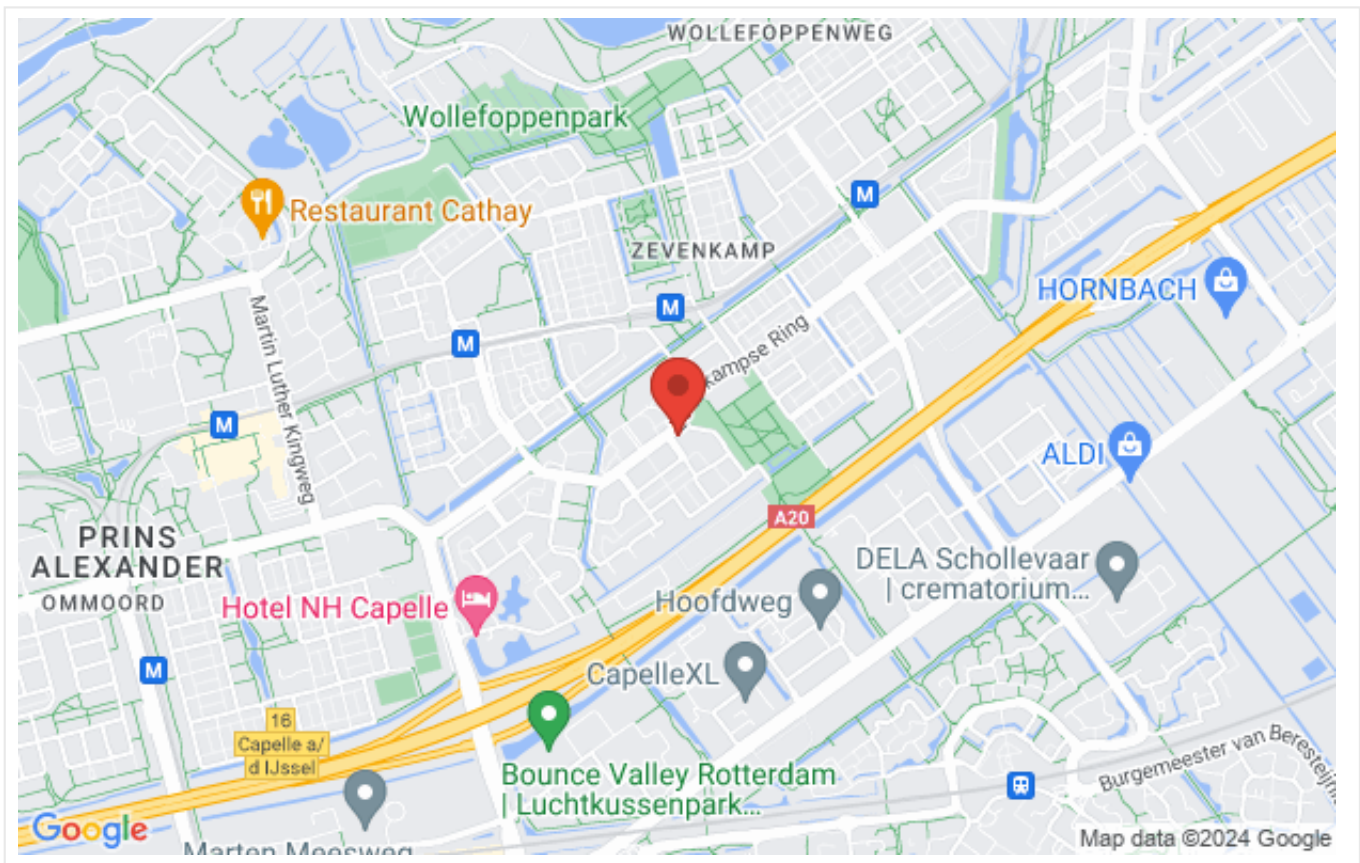 WOLLEFOPPENWEG
Wollefoppenpark
M
Restaurant Cathay
ZEVENKAMP
HORNBACH
M
M
kampse Ring
Martin Luther Kingweg
M
ALDI
A20
PRINS
ALEXANDER
OMMOORD
DELA Schollevaar
| crematorium...
Hotel NH Capelle
Hoofdweg
M
CapelleXL
16
Capelle a/
d IJssel
Bounce Valley Rotterdam
| Luchtkussenpark...
Burgemeester van Beresteijn
Google
Marten Meesweg
Map data ©2024 Google